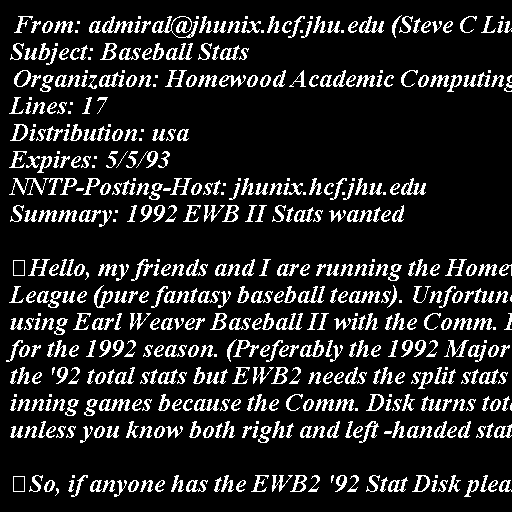 From: admiral@jhunix.hcf.jhu.edu (Steve C Liu
Subject: Baseball Stats
Organization: Homewood Academic Computing
Lines: 17
Distribution: usa
Expires: 5/5/93
NNTP-Posting-Host: jhunix.hcf.jhu.edu
Summary: 1992 EWB II Stats wanted

Hello, my friends and I are running the
League (pure fantasy baseball teams).
using Earl Weaver Baseball II with the Comm.
for the 1992 season. (Preferably the 1992 Major
the '92 total stats but EWB2 needs the split stats
inning games because the Comm. Disk turns
unless you know both right and left -handed
So, if anyone has the EWB2 '92 Stat Disk